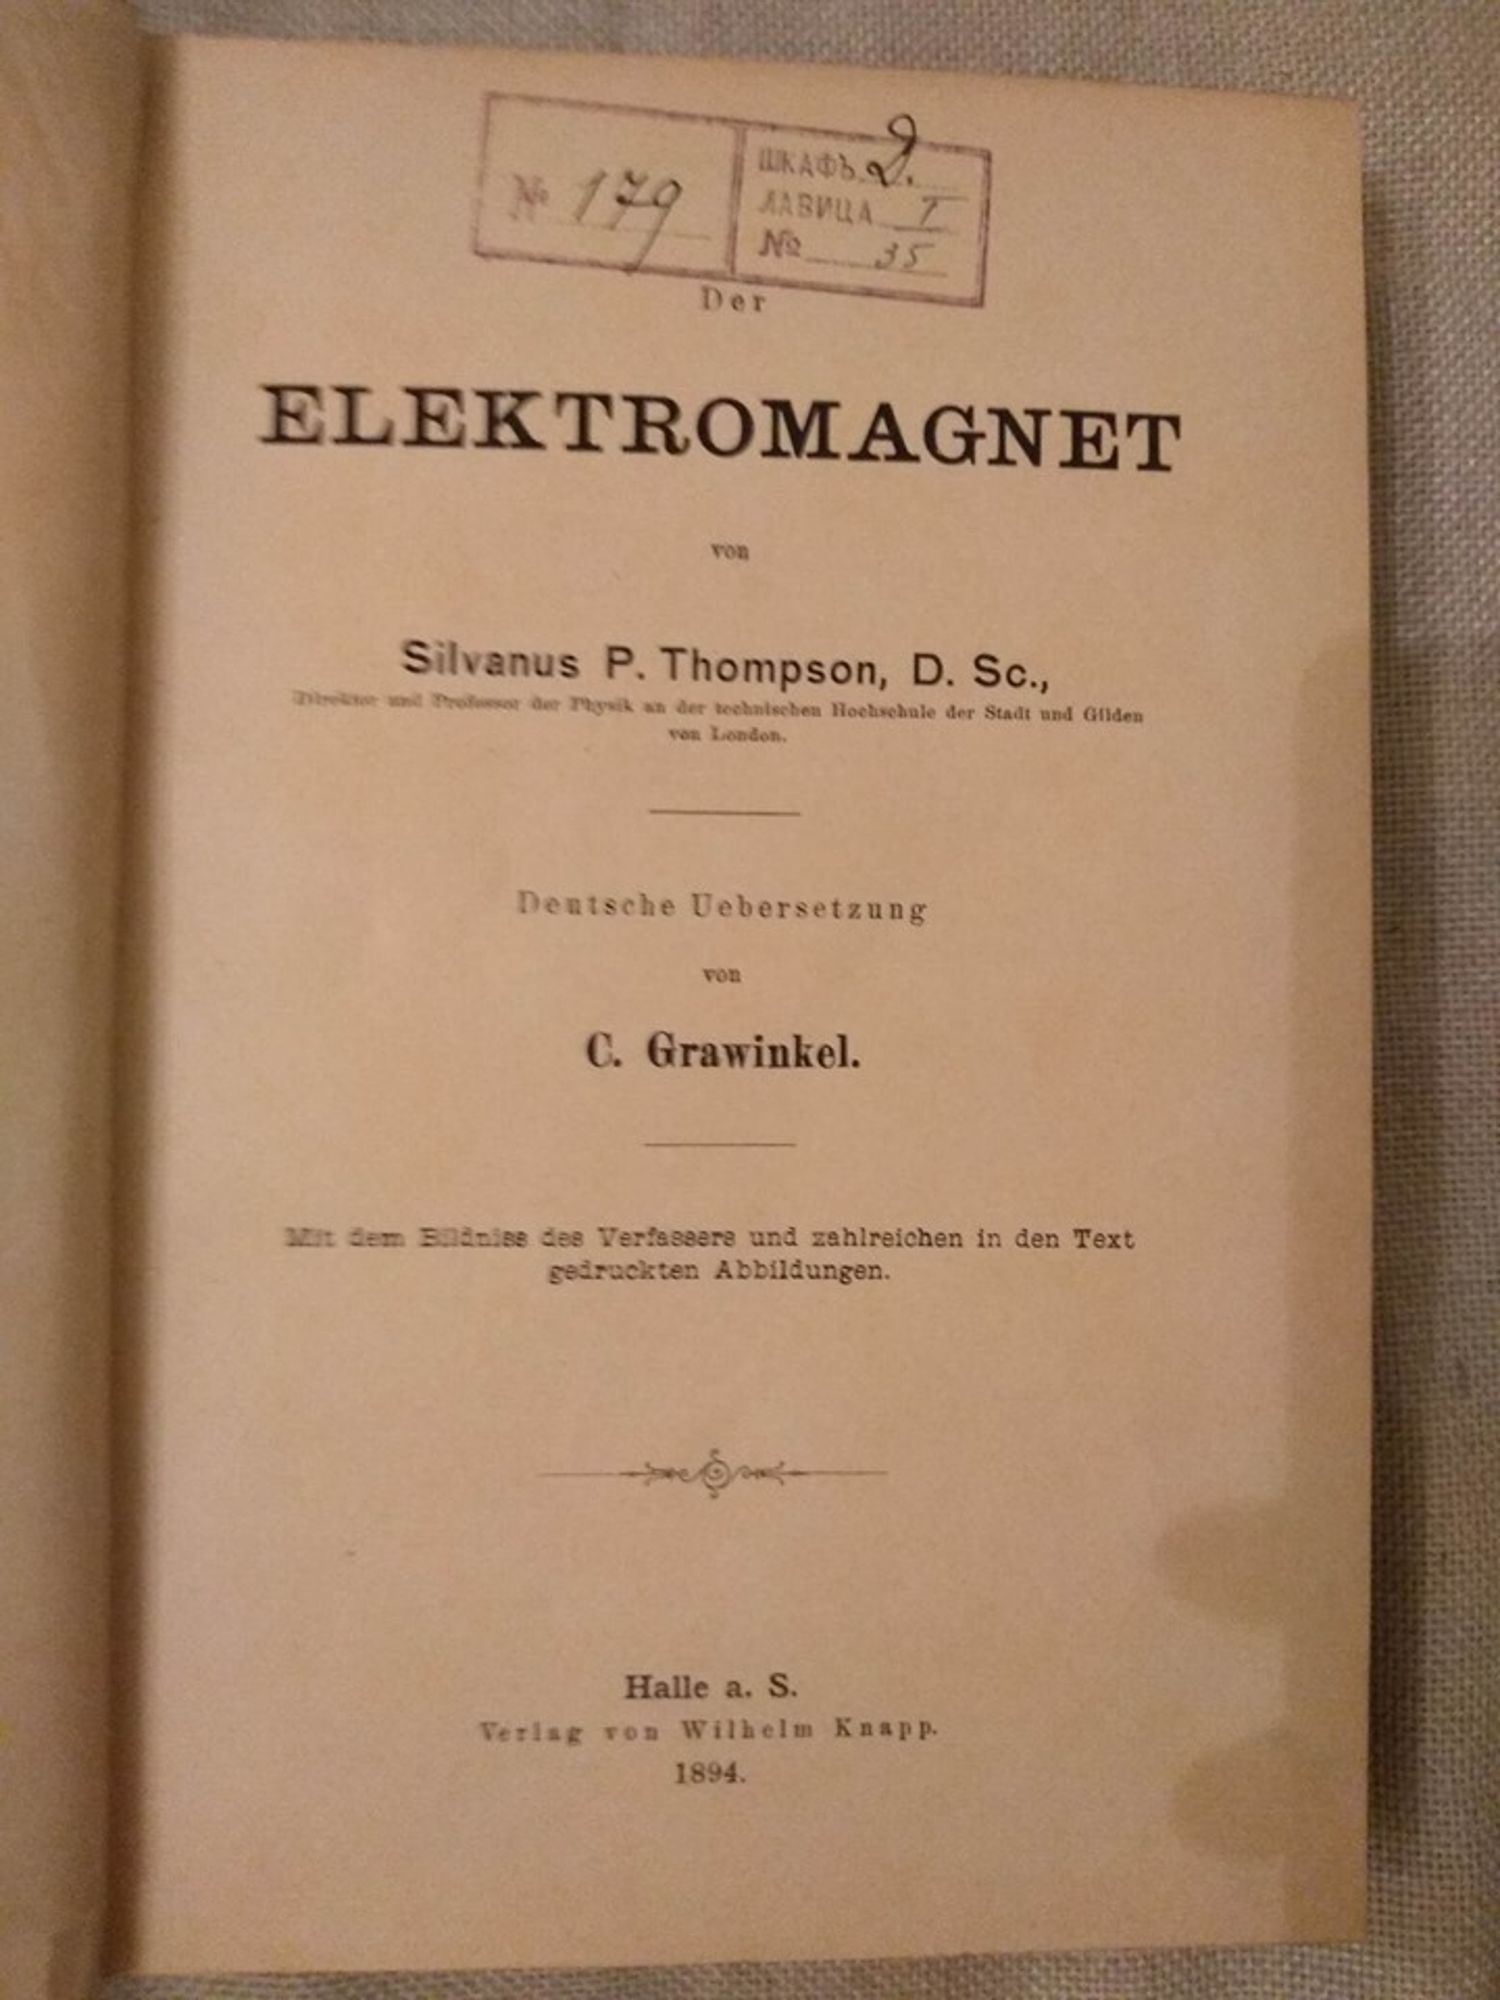 № 179
ШКАФЪ D.
ЛАВИЦА I
№ 35
Der
ELEKTROMAGNET
von
Silvanus P. Thompson, D. Sc.,
Direktor und Professor der Physik an der technischen Hochschule der Stadt und Gilden
von London.
Deutsche Uebersetzung
von
C. Grawinkel.
Mit dem Bildniss des Verfassers und zahlreichen in den Text
gedruckten Abbildungen.
Halle a. S.
Verlag von Wilhelm Knapp.
1894.